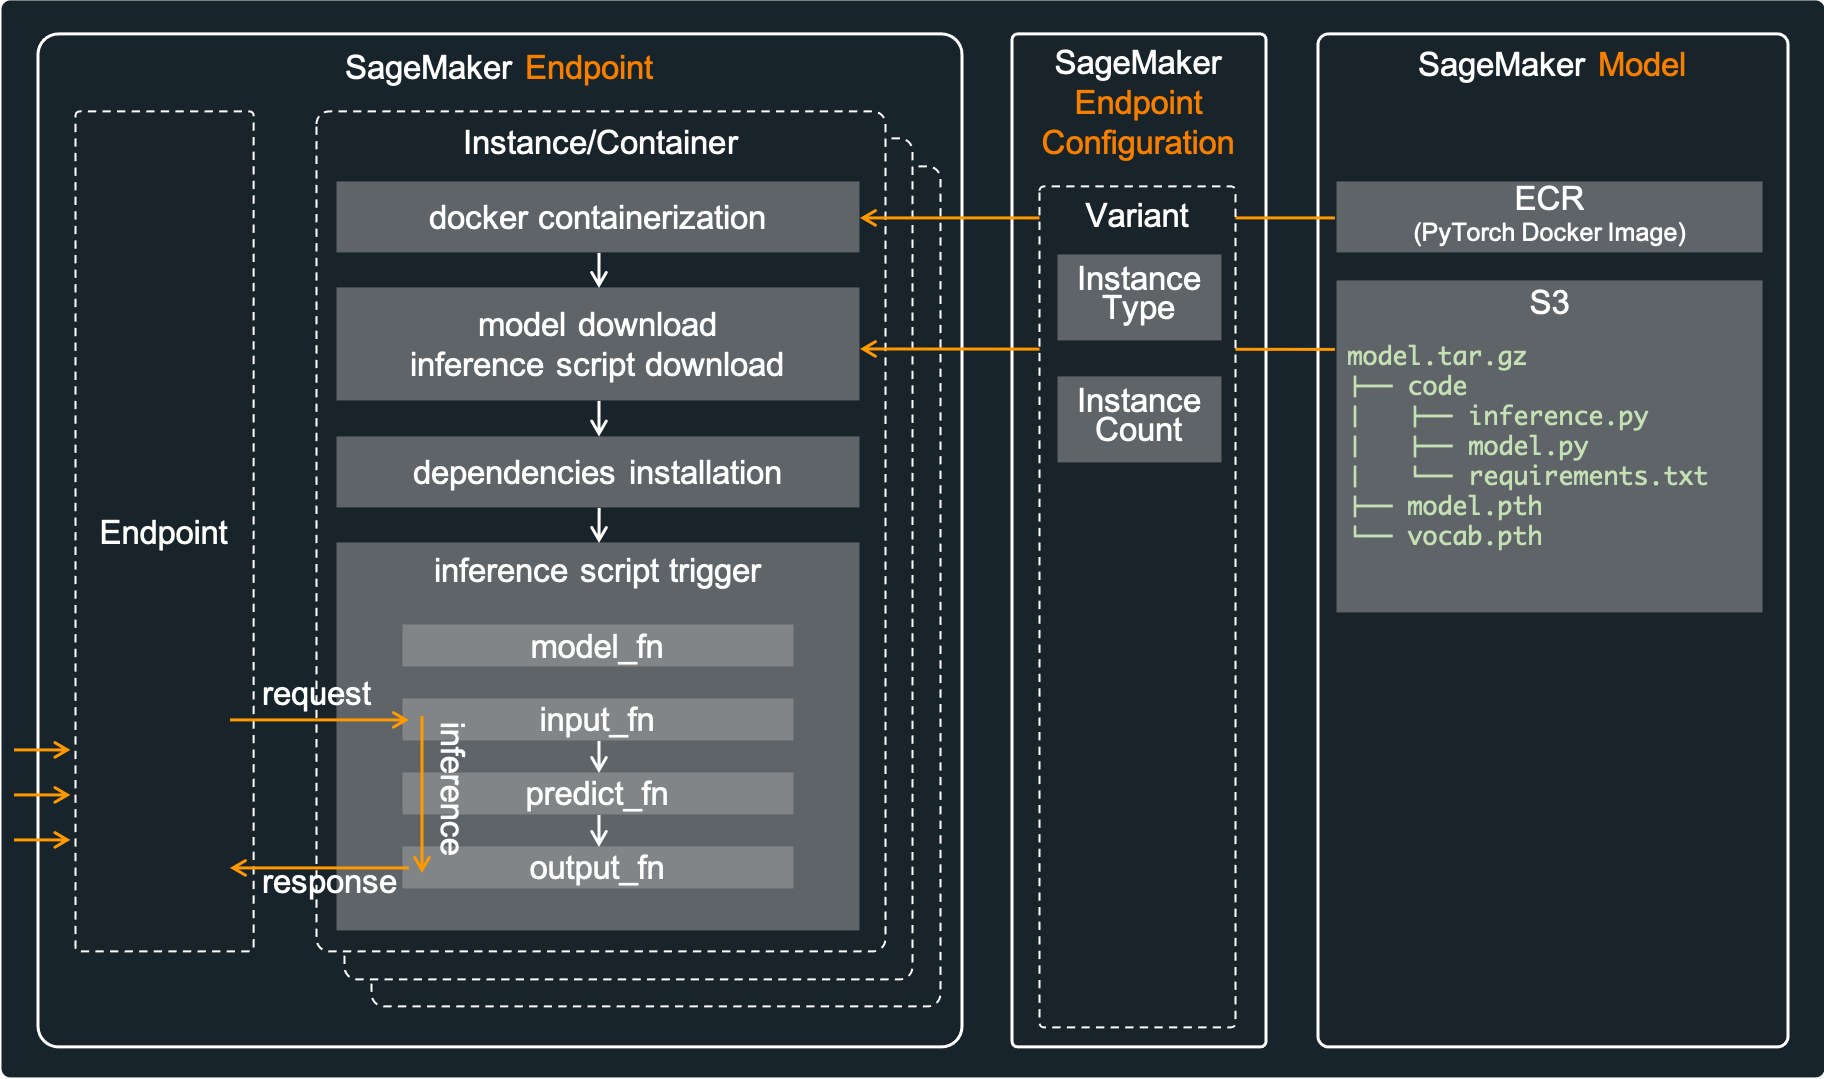 SageMaker Endpoint
Endpoint
Instance/Container
docker containerization
model download
inference script download
dependencies installation
inference script trigger
model_fn
request
input_fn
inference
predict_fn
output_fn
response
SageMaker
Endpoint
Configuration
Variant
Instance
Type
Instance
Count
SageMaker Model
ECR
(PyTorch Docker Image)
S3
model.tar.gz
├── code
│   ├── inference.py
│   ├── model.py
│   └── requirements.txt
├── model.pth
└── vocab.pth